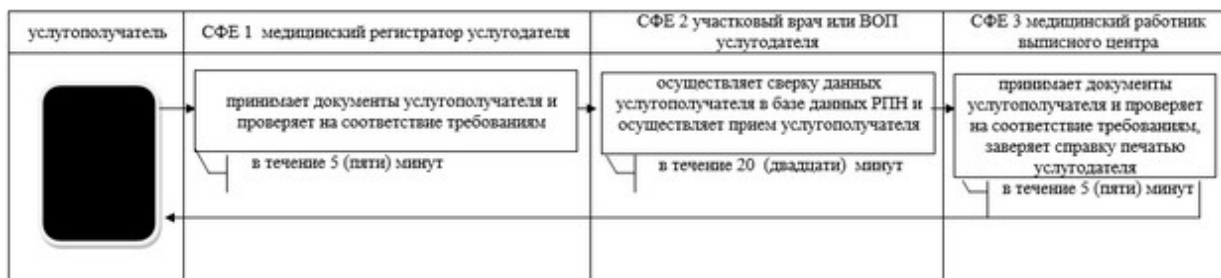 услугополучатель
СФЕ 1 медицинский регистратор услугодателя
СФЕ 2 участковый врач или ВОП
услугодателя
СФЕ 3 медицинский работник
выписного центра
принимает документы услугополучателя и
проверяет на соответствие требованиям
в течение 5 (пяти) минут
осуществляет сверку данных
услугополучателя в базе данных РПН и
осуществляет прием услугополучателя
в течение 20 (двадцати) минут
принимает документы
услугополучателя и проверяет
на соответствие требованиям,
заверяет справку печатью
услугодателя
в течение 5 (пяти) минут